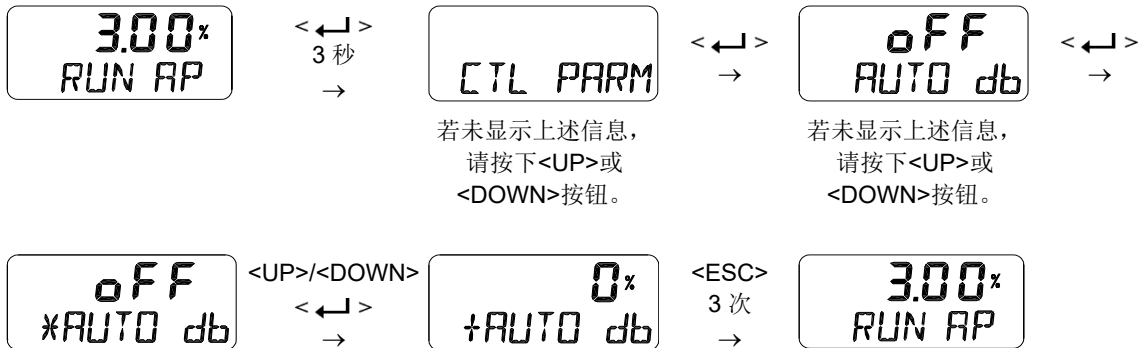 3.00%
RUN AP
< ↵ >
3 秒
→
CTL PARM
若未显示上述信息，
请按下<UP>或
<DOWN>按钮。
< ↵ >
→
oFF
AUTO db
若未显示上述信息，
请按下<UP>或
<DOWN>按钮。
< ↵ >
→
oFF
*AUTO db
<UP>/<DOWN>
< ↵ >
→
0%
+AUTO db
<ESC>
3 次
→
3.00%
RUN AP